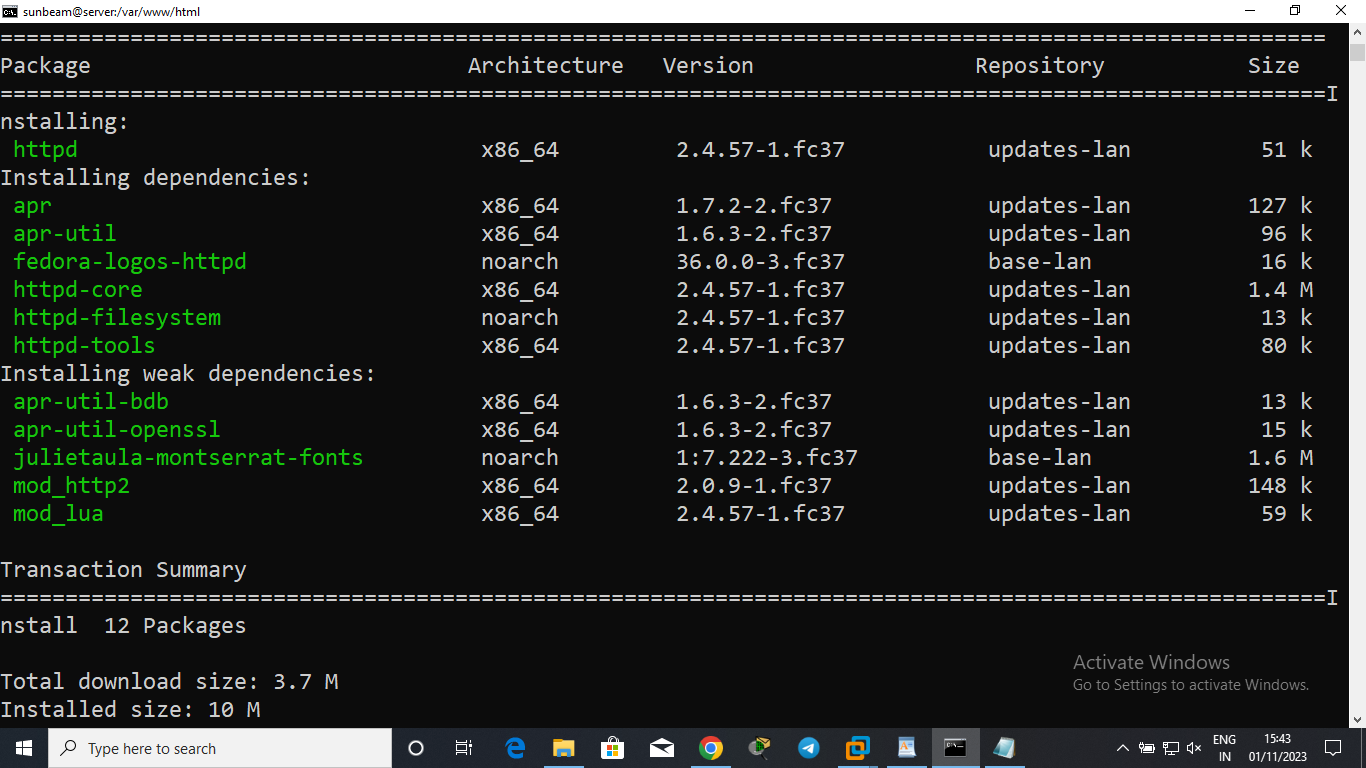 sunbeam@server:/var/www/html
======================================================================================================
Package Architecture Version Repository Size
======================================================================================================I
nstalling:
httpd x86_64 2.4.57-1.fc37 updates-lan 51 k
Installing dependencies:
apr x86_64 1.7.2-2.fc37 updates-lan 127 k
apr-util x86_64 1.6.3-2.fc37 updates-lan 96 k
fedora-logos-httpd noarch 36.0.0-3.fc37 base-lan 16 k
httpd-core x86_64 2.4.57-1.fc37 updates-lan 1.4 M
httpd-filesystem noarch 2.4.57-1.fc37 updates-lan 13 k
httpd-tools x86_64 2.4.57-1.fc37 updates-lan 80 k
Installing weak dependencies:
apr-util-bdb x86_64 1.6.3-2.fc37 updates-lan 13 k
apr-util-openssl x86_64 1.6.3-2.fc37 updates-lan 15 k
julietaula-montserrat-fonts noarch 1:7.222-3.fc37 base-lan 1.6 M
mod_http2 x86_64 2.0.9-1.fc37 updates-lan 148 k
mod_lua x86_64 2.4.57-1.fc37 updates-lan 59 k
Transaction Summary
======================================================================================================I
nstall 12 Packages
Total download size: 3.7 M
Installed size: 10 M
Activate Windows
Go to Settings to activate Windows.
Type here to search
ENG
IN
15:43
01/11/2023